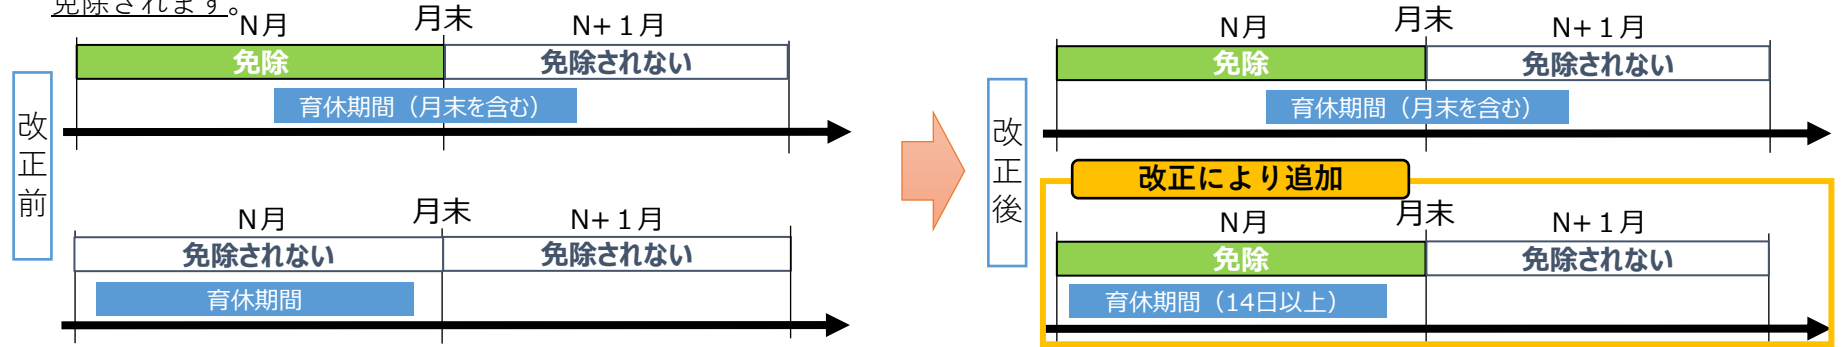 免除されます。
改正前
N月 月末 N+１月
免除 免除されない
育休期間（月末を含む）
N月 月末 N+１月
免除されない 免除されない
育休期間
改正後
N月 月末 N+１月
免除 免除されない
育休期間（月末を含む）
改正により追加
N月 月末 N+１月
免除 免除されない
育休期間（14日以上）